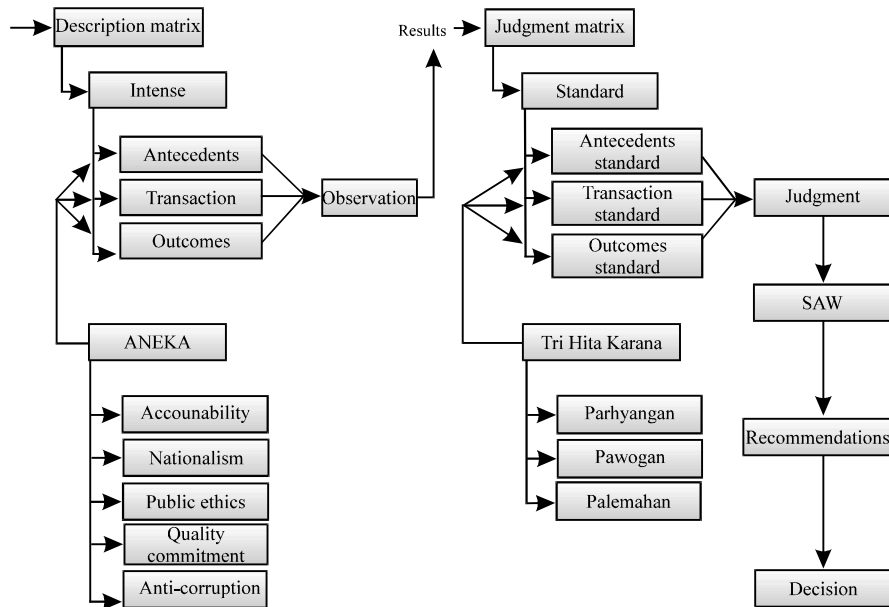 Description matrix
Intense
Antecedents
Transaction
Outcomes
Observation
Results
ANEKA
Accounability
Nationalism
Public ethics
Quality
commitment
Anti-corruption
Judgment matrix
Standard
Antecedents
standard
Transaction
standard
Outcomes
standard
Tri Hita Karana
Parhyangan
Pawogan
Palemahan
Judgment
SAW
Recommendations
Decision